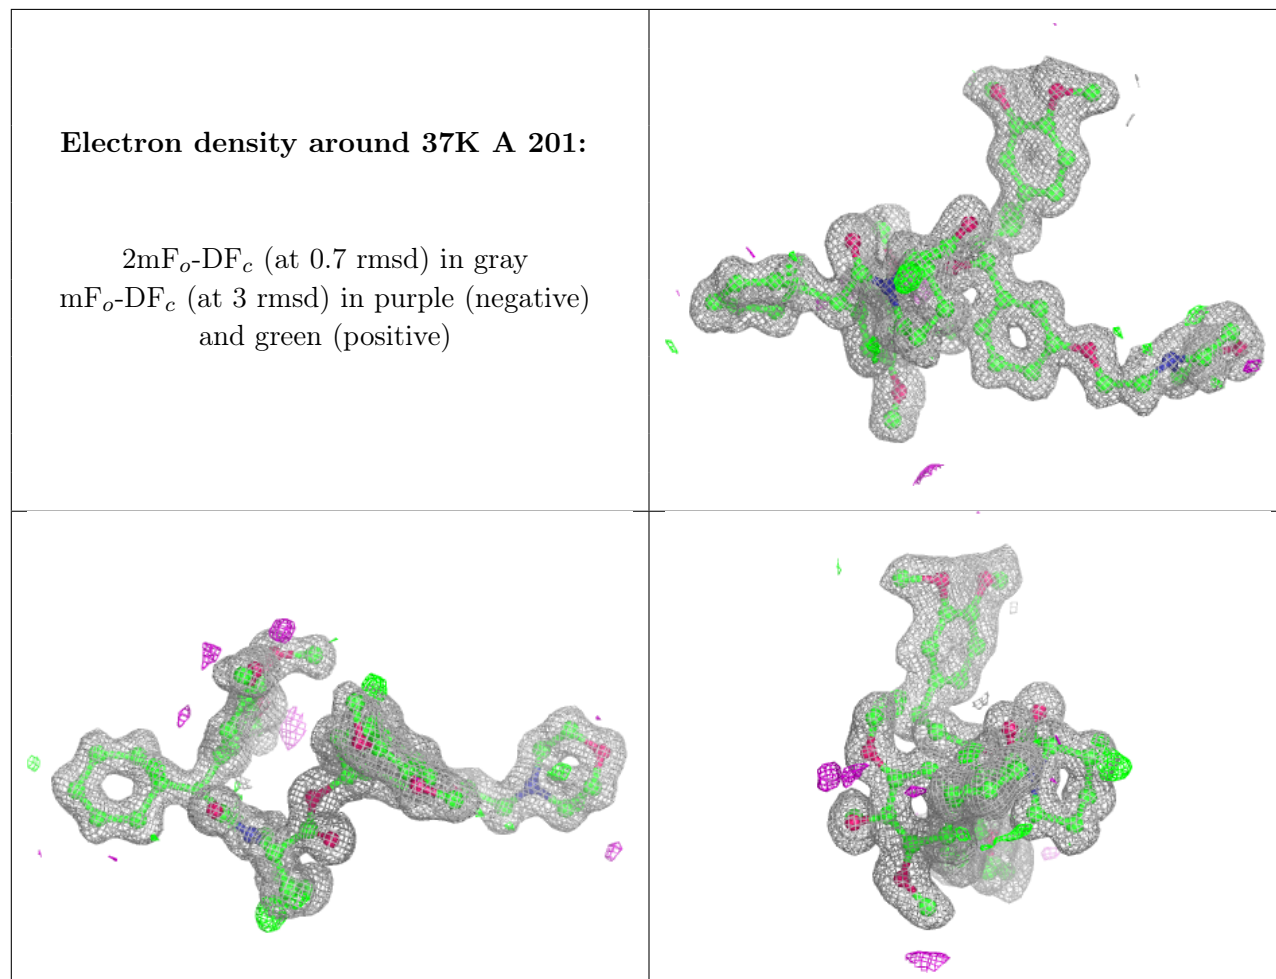 Electron density around 37K A 201:
2mFo-DFc (at 0.7 rmsd) in gray
mFo-DFc (at 3 rmsd) in purple (negative)
and green (positive)